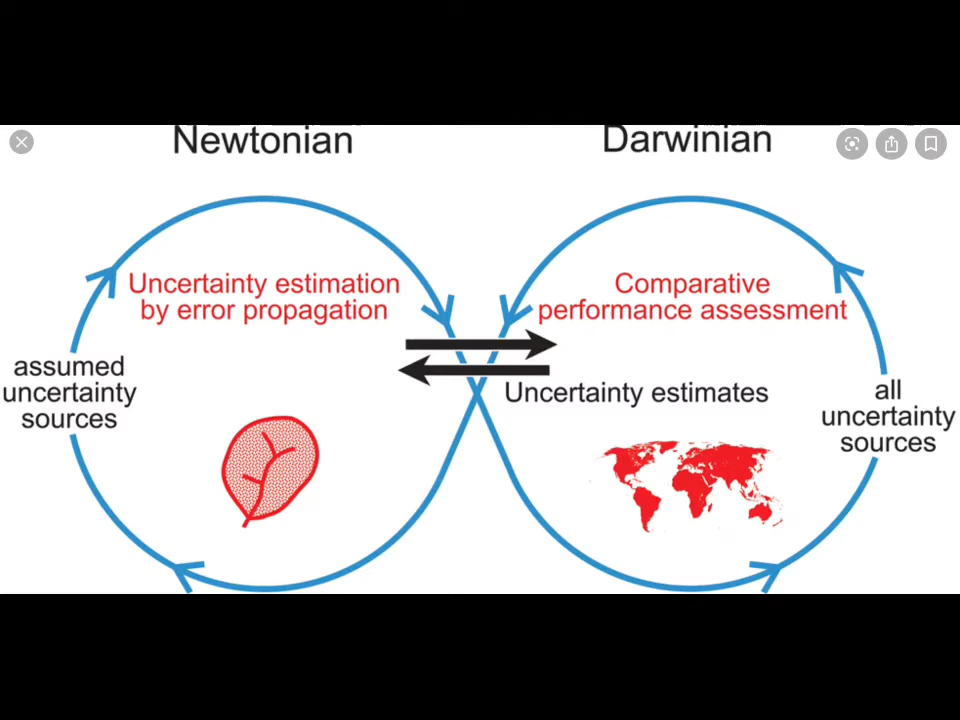 Newtonian
Darwinian
Uncertainty estimation
by error propagation
Comparative
performance assessment
assumed
uncertainty
sources
Uncertainty estimates
all
uncertainty
sources